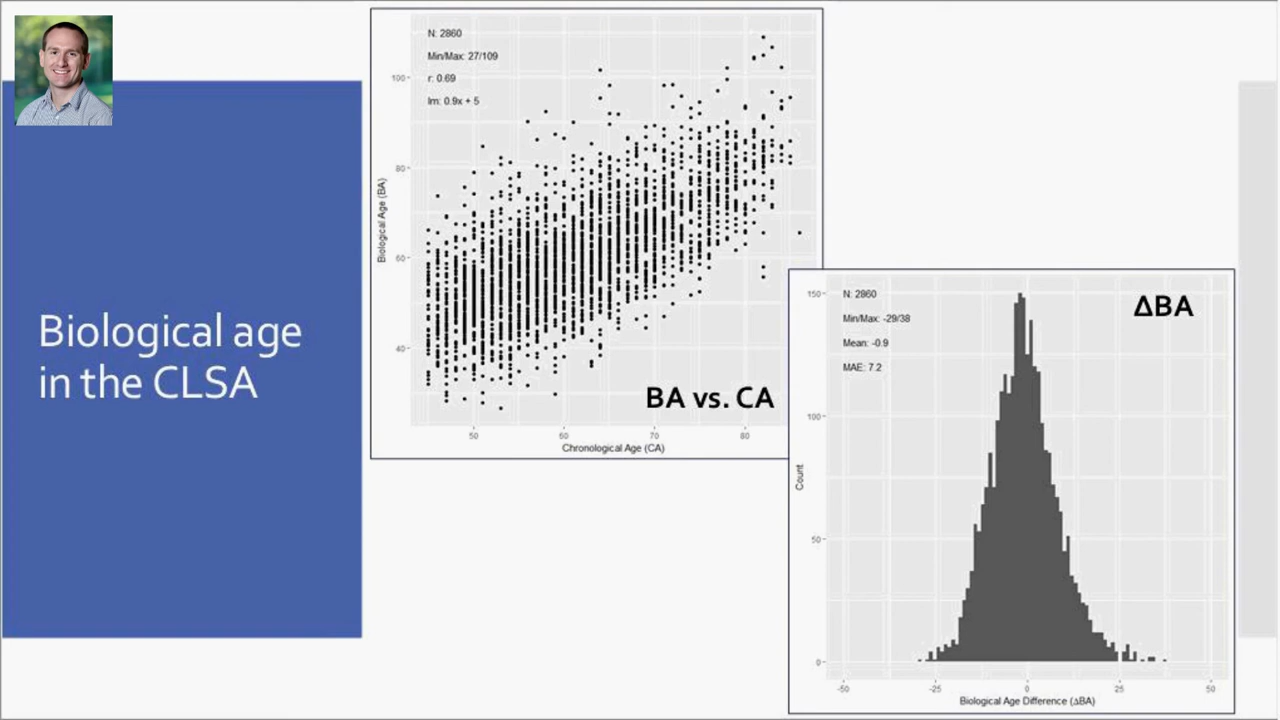 Biological age
in the CLSA
N: 2860
Min/Max: 27/109
r: 0.69
lm: 0.9x + 5
100
80
60
40
Biological Age (BA)
BA vs. CA
50 60 70 80
Chronological Age (CA)
N: 2860
Min/Max: -29/38
Mean: -0.9
MAE: 7.2
ΔBA
150
100
50
0
Count
-50 -25 0 25 50
Biological Age Difference (ΔBA)